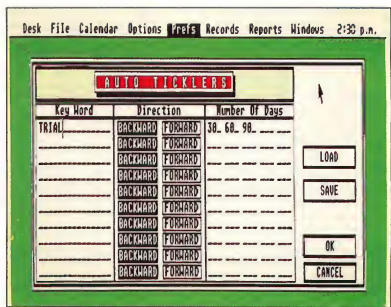 Desk File Calendar Options Prefs Records Reports Windows 2:30 p.m.
AUTO TICKLERS
Key Word Direction Number Of Days
TRIAL BACKWARD FORWARD 30 60 90
BACKWARD FORWARD
BACKWARD FORWARD
BACKWARD FORWARD
BACKWARD FORWARD
BACKWARD FORWARD
BACKWARD FORWARD
BACKWARD FORWARD
BACKWARD FORWARD
BACKWARD FORWARD
LOAD
SAVE
OK
CANCEL